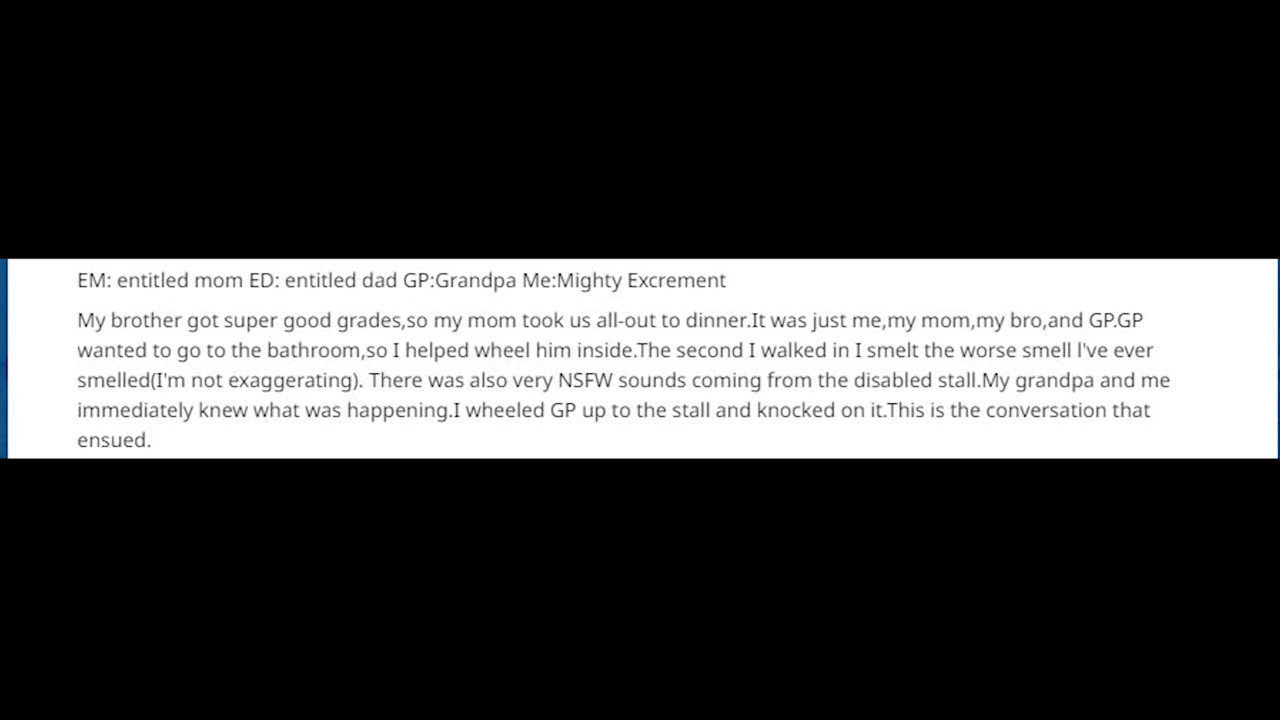 EM: entitled mom ED: entitled dad GP:Grandpa Me:Mighty Excrement
My brother got super good grades,so my mom took us all-out to dinner.It was just me,my mom,my bro,and GP.GP
wanted to go to the bathroom,so I helped wheel him inside.The second I walked in I smelt the worse smell I've ever
smelled(I'm not exaggerating). There was also very NSFW sounds coming from the disabled stall.My grandpa and me
immediately knew what was happening.I wheeled GP up to the stall and knocked on it.This is the conversation that
ensued.